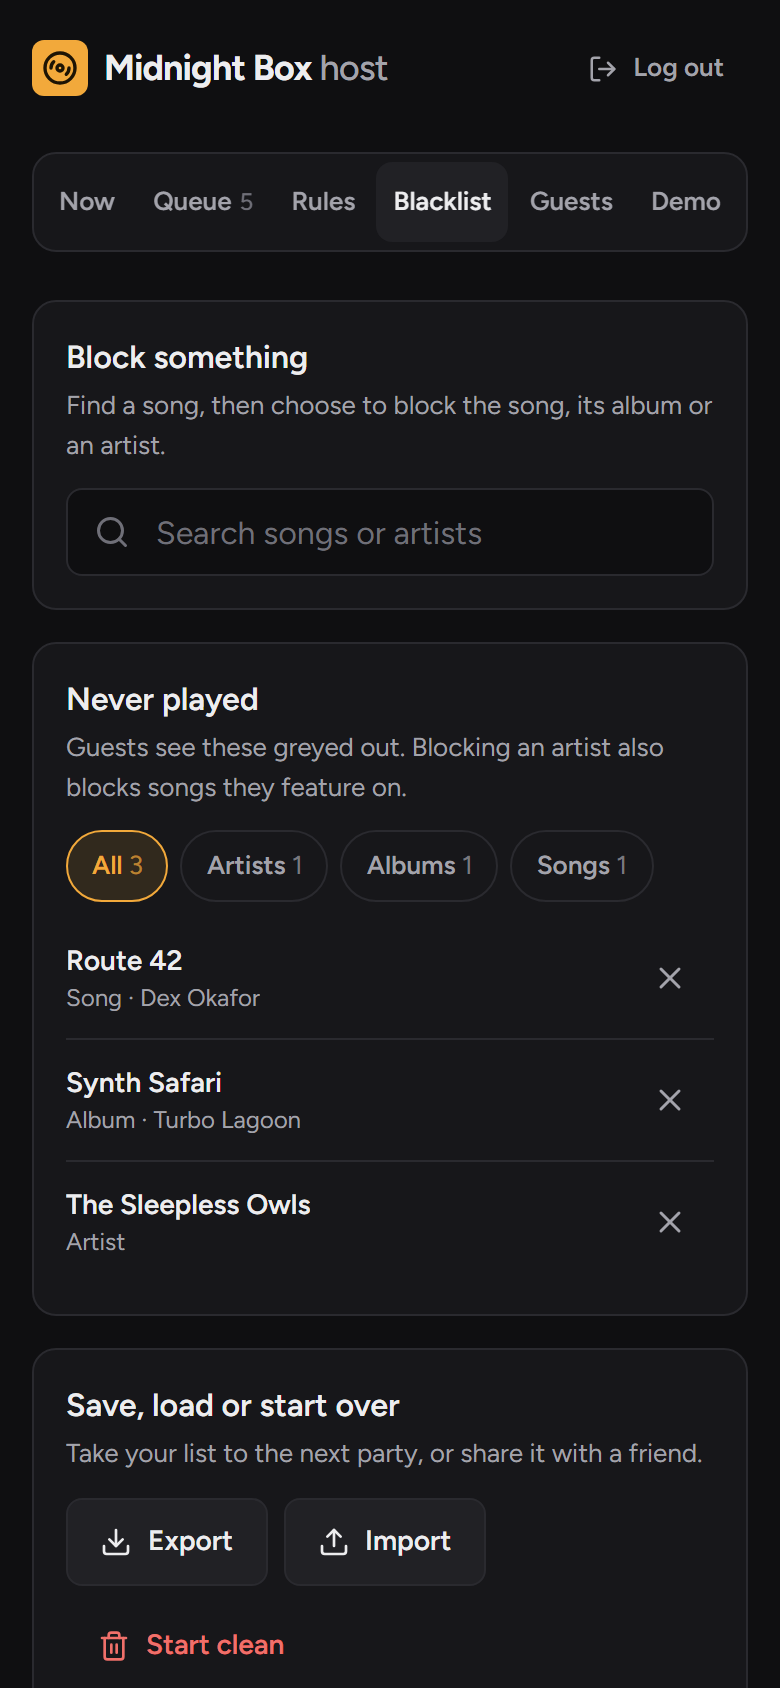 Midnight Box host
Log out
Now Queue 5 Rules Blacklist Guests Demo
Block something
Find a song, then choose to block the song, its album or
an artist.
Search songs or artists
Never played
Guests see these greyed out. Blocking an artist also
blocks songs they feature on.
All 3 Artists 1 Albums 1 Songs 1
Route 42
Song · Dex Okafor
Synth Safari
Album · Turbo Lagoon
The Sleepless Owls
Artist
Save, load or start over
Take your list to the next party, or share it with a friend.
Export Import
Start clean